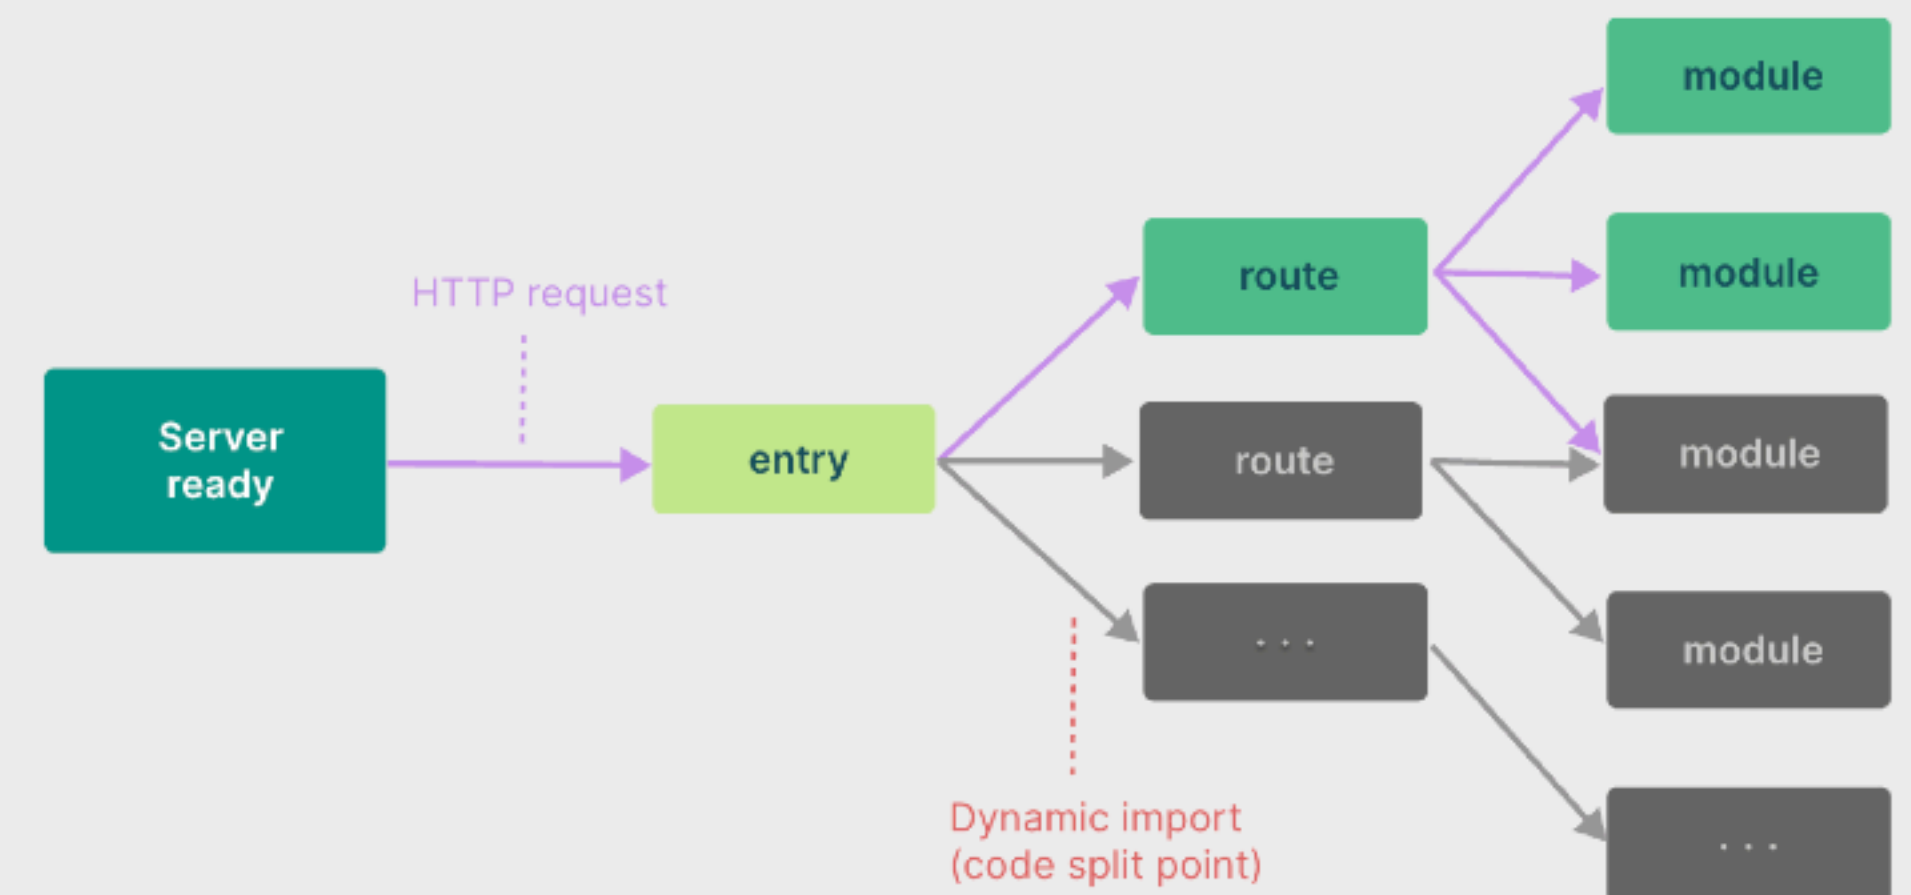 module
HTTP request
route
module
Server
ready
entry
route
module
. . .
module
Dynamic import
(code split point)
. . .